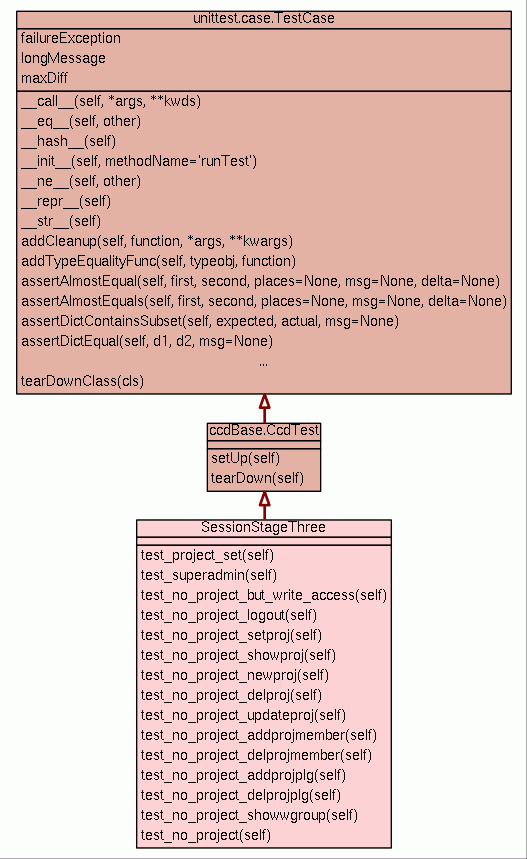 unittest.case.TestCase
failureException
longMessage
maxDiff
__call__(self, *args, **kwds)
__eq__(self, other)
__hash__(self)
__init__(self, methodName='runTest')
__ne__(self, other)
__repr__(self)
__str__(self)
addCleanup(self, function, *args, **kwargs)
addTypeEqualityFunc(self, typeobj, function)
assertAlmostEqual(self, first, second, places=None, msg=None, delta=None)
assertAlmostEquals(self, first, second, places=None, msg=None, delta=None)
assertDictContainsSubset(self, expected, actual, msg=None)
assertDictEqual(self, d1, d2, msg=None)
...
tearDownClass(cls)
ccdBase.CcdTest
setUp(self)
tearDown(self)
SessionStageThree
test_project_set(self)
test_superadmin(self)
test_no_project_but_write_access(self)
test_no_project_logout(self)
test_no_project_setproj(self)
test_no_project_showproj(self)
test_no_project_newproj(self)
test_no_project_delproj(self)
test_no_project_updateproj(self)
test_no_project_addprojmember(self)
test_no_project_delprojmember(self)
test_no_project_addprojplg(self)
test_no_project_delprojplg(self)
test_no_project_showwgroup(self)
test_no_project(self)